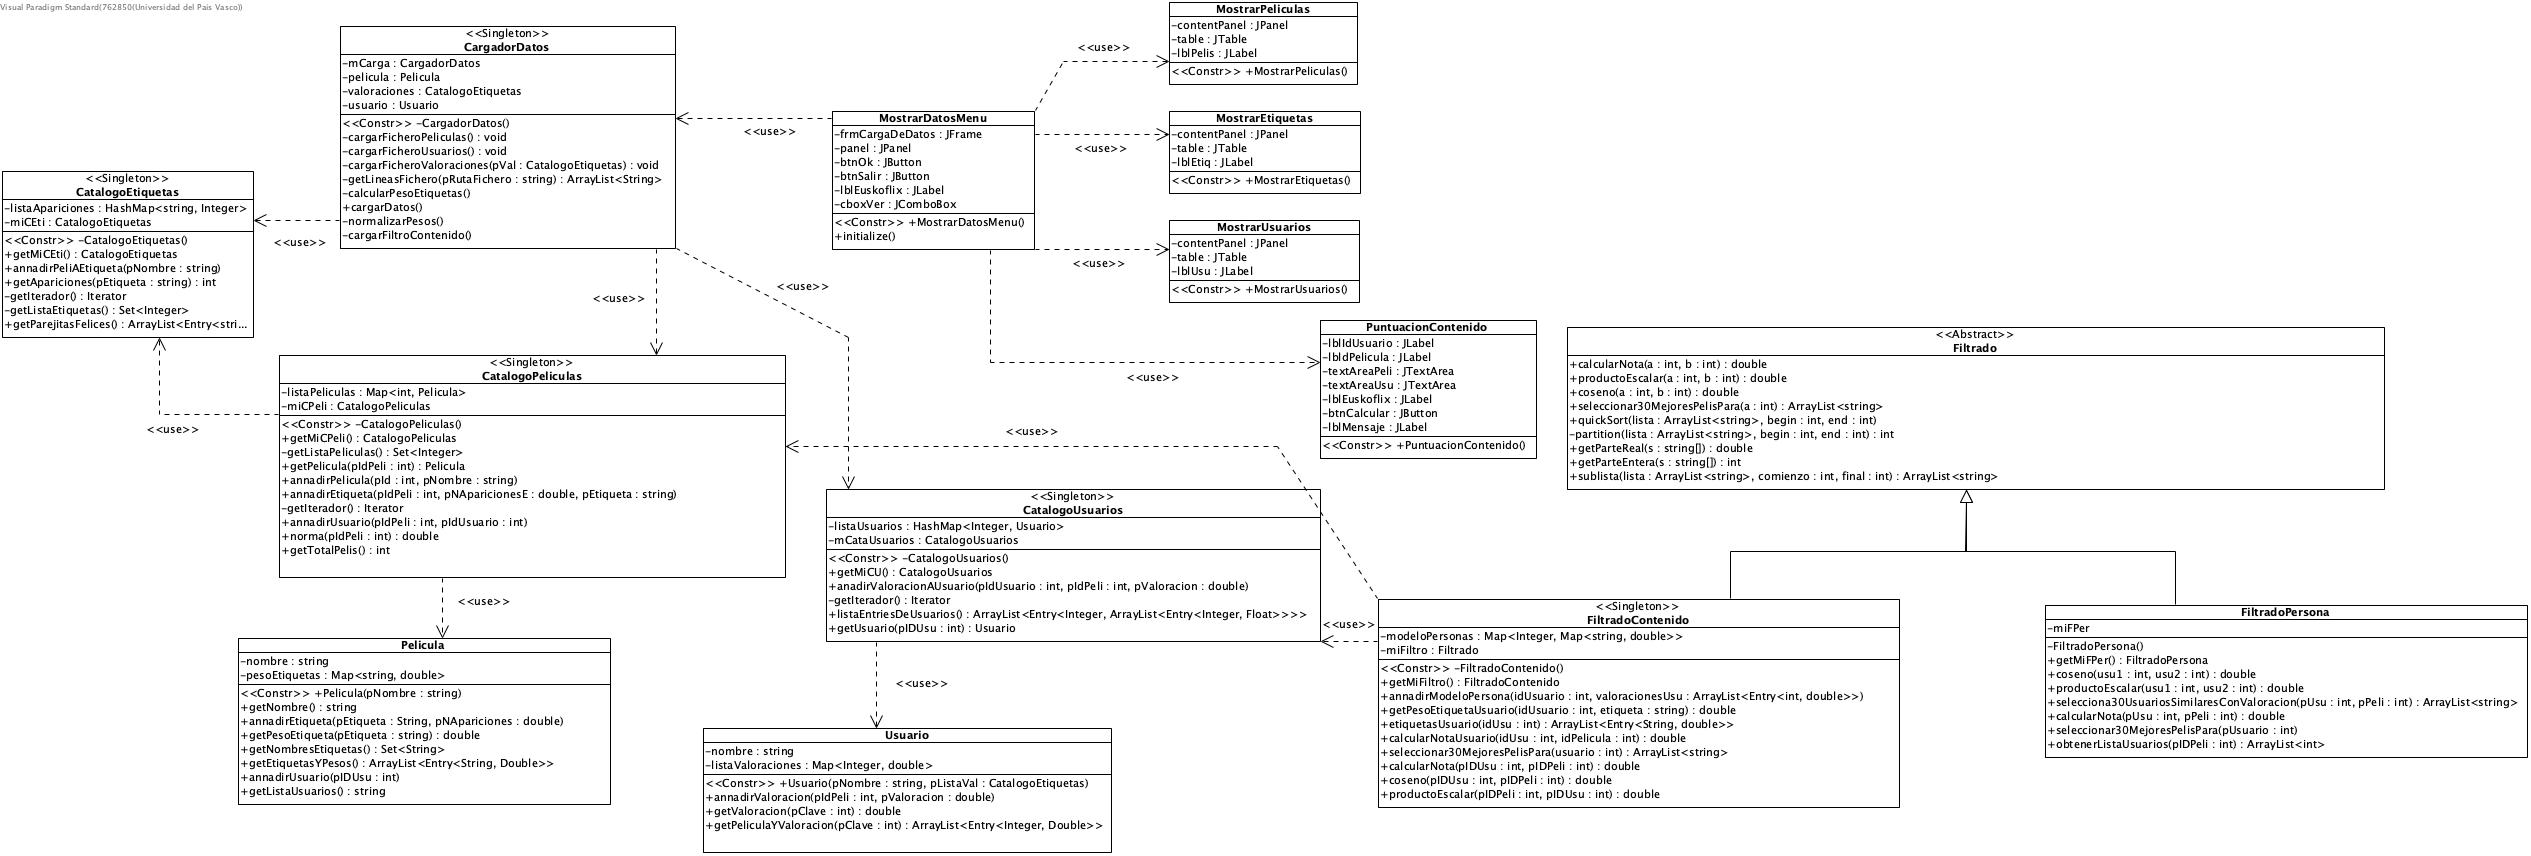 Visual Paradigm Standard(762850(Universidad del Pais Vasco))
MostrarPeliculas
-contentPanel : JPanel
-table : JTable
-lblPelis : JLabel
<<Constr>> +MostrarPeliculas()
<<Singleton>>
CargadorDatos
-mCarga : CargadorDatos
-pelicula : Pelicula
-valoraciones : CatalogoEtiquetas
-usuario : Usuario
<<Constr>> -CargadorDatos()
-cargarFicheroPeliculas() : void
-cargarFicheroUsuarios() : void
-cargarFicheroValoraciones(pVal : CatalogoEtiquetas) : void
-getLineasFichero(pRutaFichero : string) : ArrayList<String>
-calcularPesoEtiquetas()
+cargarDatos()
-normalizarPesos()
-cargarFiltroContenido()
<<use>>
<<use>>
MostrarDatosMenu
-frmCargaDeDatos : JFrame
-panel : JPanel
-btnOk : JButton
-btnSalir : JButton
-lblEuskoflix : JLabel
-cboxVer : JComboBox
<<Constr>> +MostrarDatosMenu()
+initialize()
<<use>>
MostrarEtiquetas
-contentPanel : JPanel
-table : JTable
-lblEtiq : JLabel
<<Constr>> +MostrarEtiquetas()
<<use>>
MostrarUsuarios
-contentPanel : JPanel
-table : JTable
-lblUsu : JLabel
<<Constr>> +MostrarUsuarios()
<<Singleton>>
CatalogoEtiquetas
-listaApariciones : HashMap<string, Integer>
-miCEti : CatalogoEtiquetas
<<Constr>> -CatalogoEtiquetas()
+getMiCEti() : CatalogoEtiquetas
+annadirPeliAEtiqueta(pNombre : string)
+getApariciones(pEtiqueta : string) : int
-getIterador() : Iterator
-getListaEtiquetas() : Set<Integer>
+getParejitasFelices() : ArrayList<Entry<stri...
<<use>>
<<use>>
<<use>>
<<use>>
PuntuacionContenido
-lblIdUsuario : JLabel
-lbIdPelicula : JLabel
-textAreaPeli : JTextArea
-textAreaUsu : JTextArea
-lblEuskoflix : JLabel
-btnCalcular : JButton
-lblMensaje : JLabel
<<Constr>> +PuntuacionContenido()
<<Abstract>>
Filtrado
+calcularNota(a : int, b : int) : double
+productoEscalar(a : int, b : int) : double
+coseno(a : int, b : int) : double
+seleccionar30MejoresPelisPara(a : int) : ArrayList<string>
+quickSort(lista : ArrayList<string>, begin : int, end : int)
-partition(lista : ArrayList<string>, begin : int, end : int) : int
+getParteReal(s : string[]) : double
+getParteEntera(s : string[]) : int
+sublista(lista : ArrayList<string>, comienzo : int, final : int) : ArrayList<string>
<<Singleton>>
CatalogoPeliculas
-listaPeliculas : Map<int, Pelicula>
-miCPeli : CatalogoPeliculas
<<Constr>> -CatalogoPeliculas()
+getMiCPeli() : CatalogoPeliculas
-getListaPeliculas() : Set<Integer>
+getPelicula(pIdPeli : int) : Pelicula
+annadirPelicula(pId : int, pNombre : string)
+annadirEtiqueta(pIdPeli : int, pNAparicionesE : double, pEtiqueta : string)
-getIterador() : Iterator
+annadirUsuario(pIdPeli : int, pIdUsuario : int)
+norma(pIdPeli : int) : double
+getTotalPelis() : int
<<use>>
<<use>>
<<Singleton>>
CatalogoUsuarios
-listaUsuarios : HashMap<Integer, Usuario>
-mCataUsuarios : CatalogoUsuarios
<<Constr>> -CatalogoUsuarios()
+getMiCU() : CatalogoUsuarios
+anadirValoracionAUsuario(pIdUsuario : int, pIdPeli : int, pValoracion : double)
-getIterador() : Iterator
+listaEntriesDeUsuarios() : ArrayList<Entry<Integer, ArrayList<Entry<Integer, Float>>>>
+getUsuario(pIDUsu : int) : Usuario
<<use>>
<<use>>
Pelicula
-nombre : string
-pesoEtiquetas : Map<string, double>
<<Constr>> +Pelicula(pNombre : string)
+getNombre() : string
+annadirEtiqueta(pEtiqueta : String, pNApariciones : double)
+getPesoEtiqueta(pEtiqueta : string) : double
+getNombresEtiquetas() : Set<String>
+getEtiquetasYPesos() : ArrayList<Entry<String, Double>>
+annadirUsuario(pIDUsu : int)
+getListaUsuarios() : string
<<use>>
Usuario
-nombre : string
-listaValoraciones : Map<Integer, double>
<<Constr>> +Usuario(pNombre : string, pListaVal : CatalogoEtiquetas)
+annadirValoracion(pIdPeli : int, pValoracion : double)
+getValoracion(pClave : int) : double
+getPeliculaYValoracion(pClave : int) : ArrayList<Entry<Integer, Double>>
<<Singleton>>
FiltradoContenido
-modeloPersonas : Map<Integer, Map<string, double>>
-miFiltro : Filtrado
<<Constr>> -FiltradoContenido()
+getMiFiltro() : FiltradoContenido
+annadirModeloPersona(idUsuario : int, valoracionesUsu : ArrayList<Entry<int, double>>)
+getPesoEtiquetaUsuario(idUsuario : int, etiqueta : string) : double
+etiquetasUsuario(idUsu : int) : ArrayList<Entry<String, double>>
+calcularNotaUsuario(idUsu : int, idPelicula : int) : double
+seleccionar30MejoresPelisPara(usuario : int) : ArrayList<string>
+calcularNota(pIDUsu : int, pIDPeli : int) : double
+coseno(pIDUsu : int, pIDPeli : int) : double
+productoEscalar(pIDPeli : int, pIDUsu : int) : double
FiltradoPersona
-miFPer
-FiltradoPersona()
+getMiFPer() : FiltradoPersona
+coseno(usu1 : int, usu2 : int) : double
+productoEscalar(usu1 : int, usu2 : int) : double
+selecciona30UsuariosSimilaresConValoracion(pUsu : int, pPeli : int) : ArrayList<string>
+calcularNota(pUsu : int, pPeli : int) : double
+seleccionar30MejoresPelisPara(pUsuario : int)
+obtenerListaUsuarios(pIDPeli : int) : ArrayList<int>